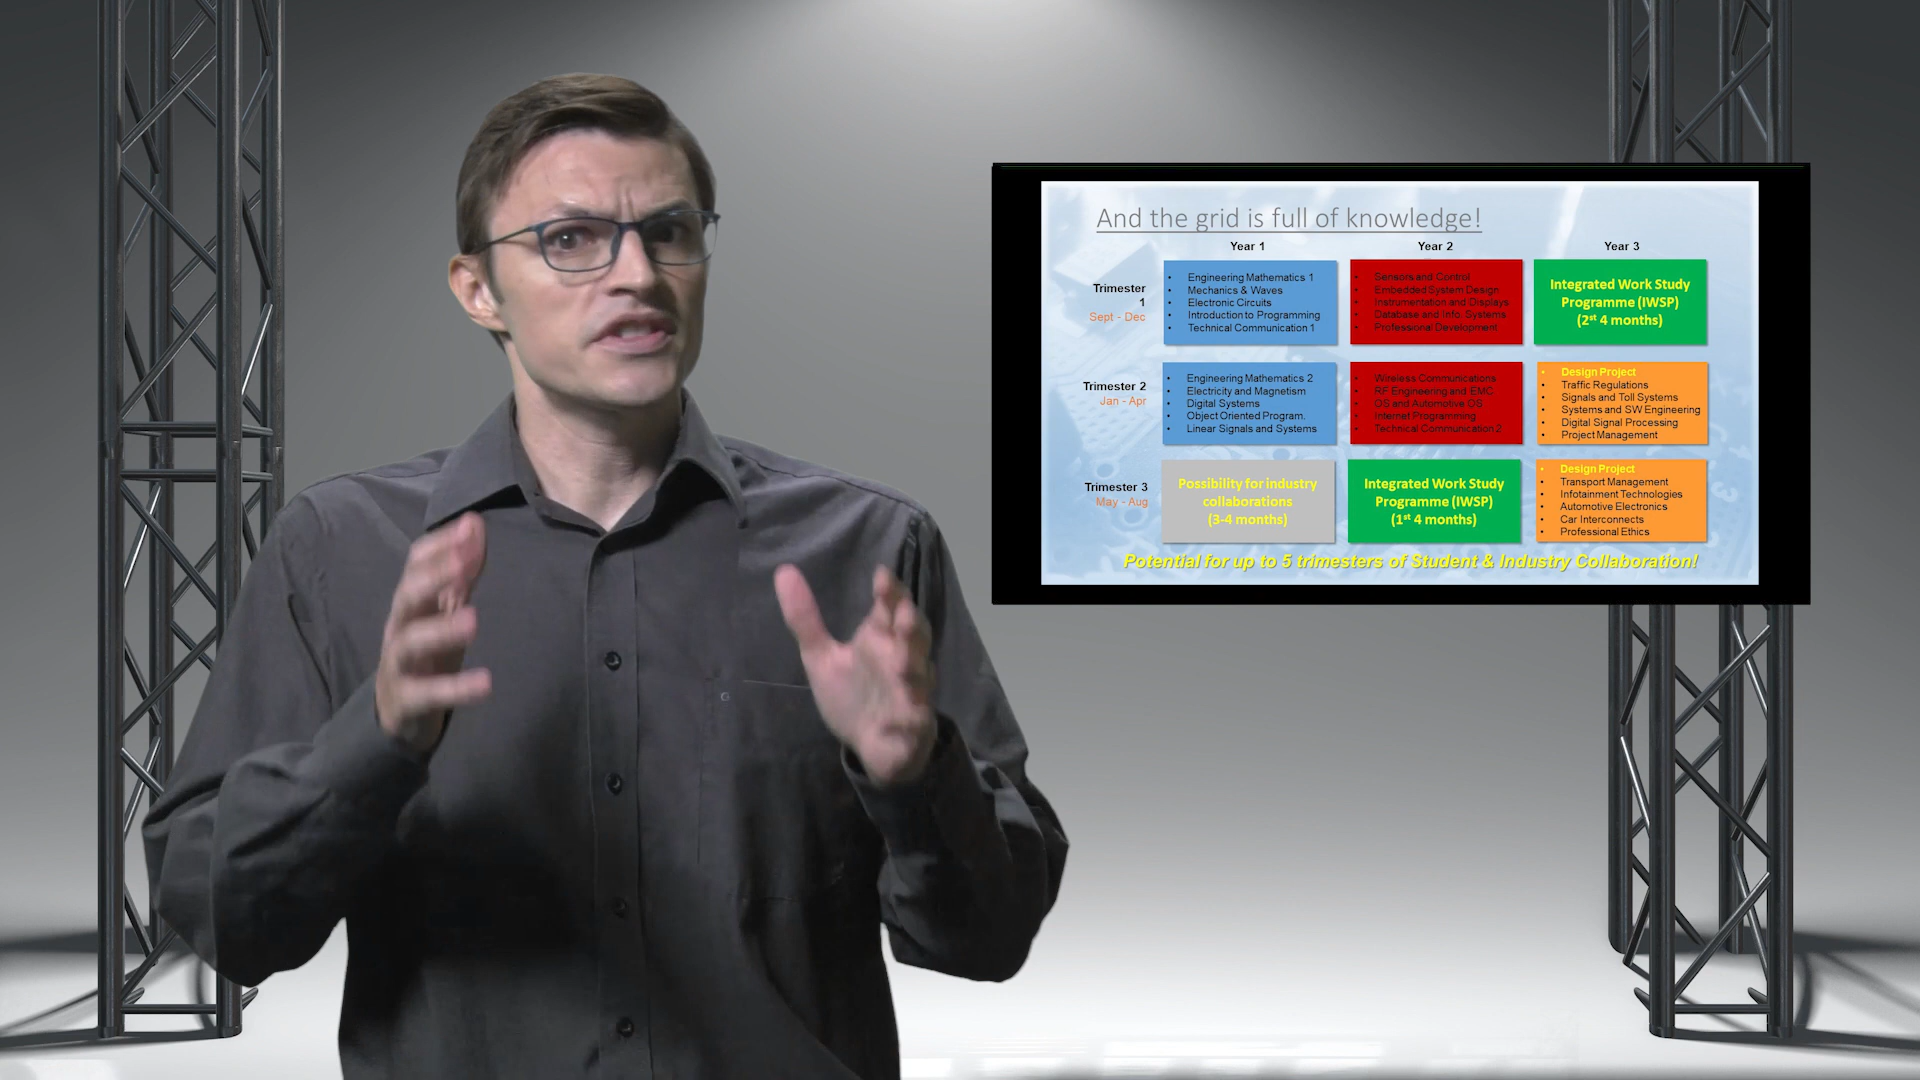 And the grid is full of knowledge!
Year 1
Year 2
Year 3
Trimester
1
Sept - Dec
• Engineering Mathematics 1
• Mechanics & Waves
• Electronic Circuits
• Introduction to Programming
• Technical Communication 1
• Sensors and Control
• Embedded System Design
• Instrumentation and Displays
• Database and Info. Systems
• Professional Development
Integrated Work Study
Programme (IWSP)
(2st 4 months)
Trimester 2
Jan - Apr
• Engineering Mathematics 2
• Electricity and Magnetism
• Digital Systems
• Object Oriented Program.
• Linear Signals and Systems
• Wireless Communications
• RF Engineering and EMC
• OS and Automotive OS
• Internet Programming
• Technical Communication 2
• Design Project
• Traffic Regulations
• Signals and Toll Systems
• Systems and SW Engineering
• Digital Signal Processing
• Project Management
Trimester 3
May - Aug
Possibility for industry
collaborations
(3-4 months)
Integrated Work Study
Programme (IWSP)
(1st 4 months)
• Design Project
• Transport Management
• Infotainment Technologies
• Automotive Electronics
• Car Interconnects
• Professional Ethics
Potential for up to 5 trimesters of Student & Industry Collaboration!
G